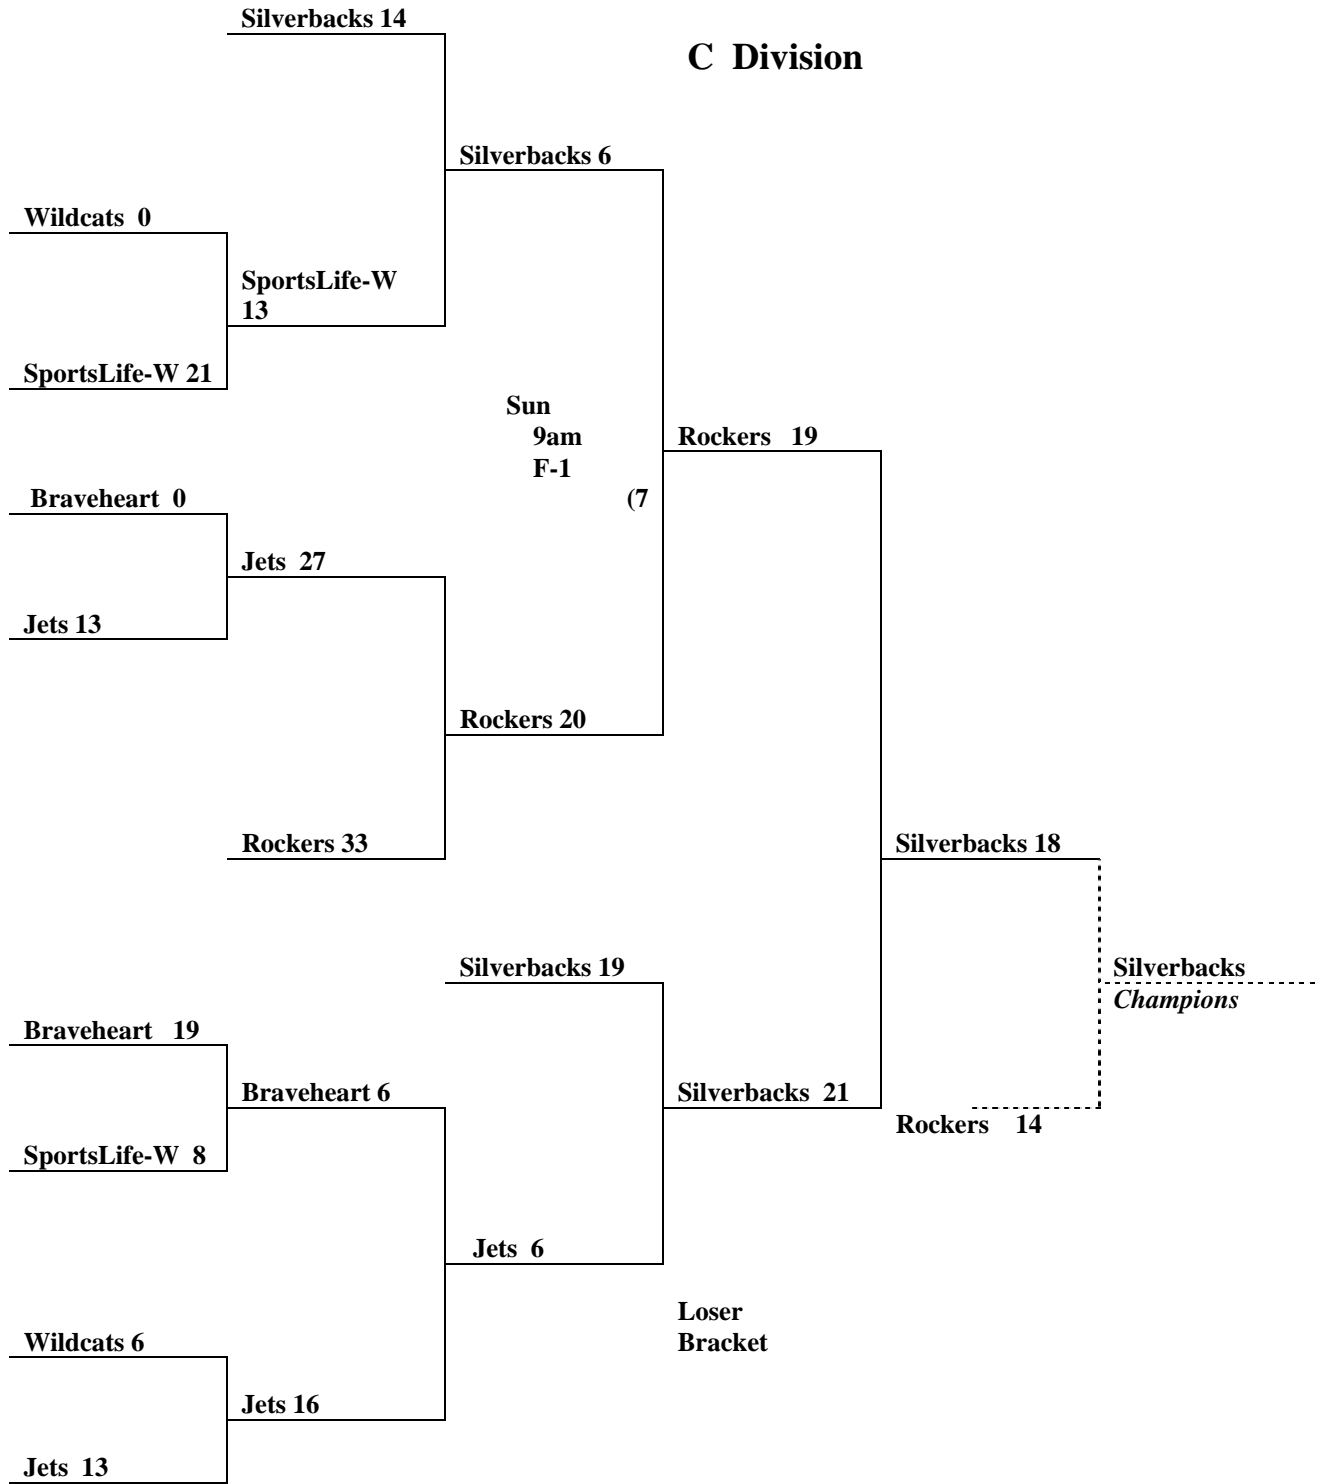 Silverbacks 14
C Division
Silverbacks 6
Wildcats 0
SportsLife-W
13
SportsLife-W 21
Sun
9am
F-1
(7
Rockers 19
Braveheart 0
Jets 27
Jets 13
Rockers 20
Rockers 33
Silverbacks 18
Silverbacks 19
Silverbacks
Champions
Braveheart 19
Braveheart 6
Silverbacks 21
Rockers 14
SportsLife-W 8
Jets 6
Loser
Bracket
Wildcats 6
Jets 16
Jets 13